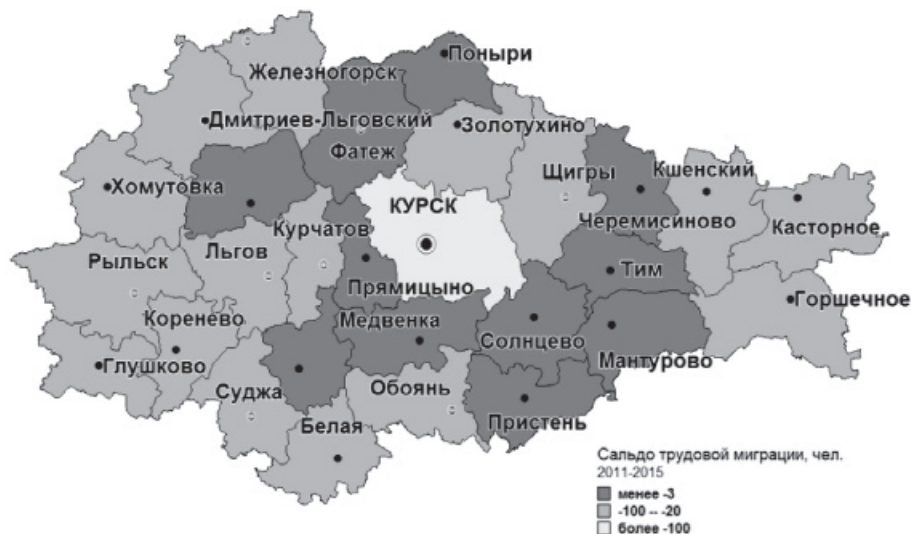 Поныри
Железногорск
Дмитриев-Льговский
Золотухино
Фатеж
Щигры
Кшенский
Хомутовка
КУРСК
Черемисиново
Касторное
Курчатов
Льгов
Рыльск
Тим
Прямицыно
Горшечное
Коренево
Медвенка
Солнцево
Глушково
Мантурово
Суджа
Обоянь
Белая
Пристень
Сальдо трудовой миграции, чел.
2011-2015
менее -3
-100 -- -20
более -100